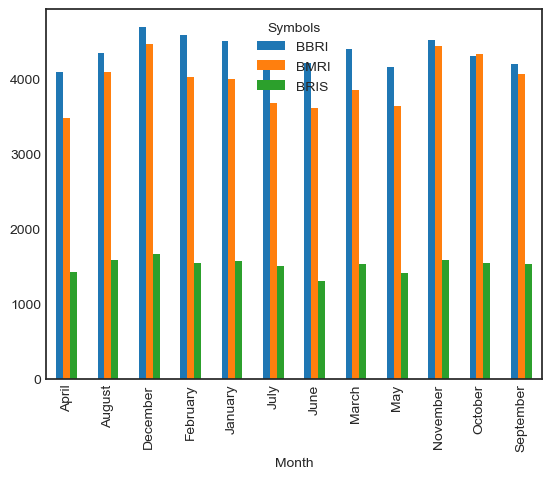 Symbols
BBRI
BMRI
BRIS
4000
3000
2000
1000
0
April
August
December
February
January
July
June
March
May
November
October
September
Month